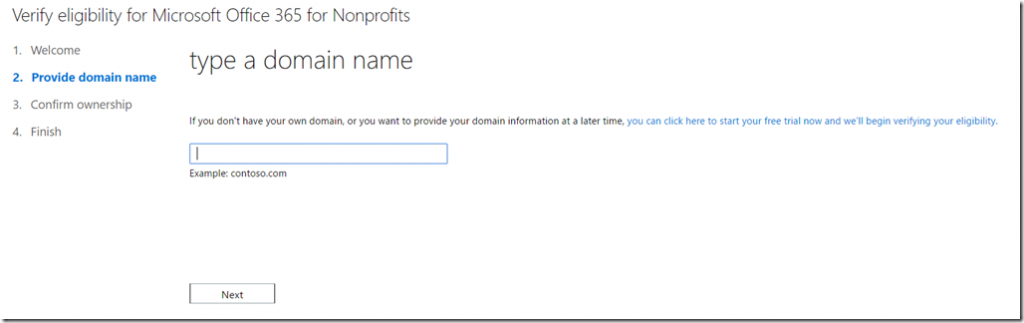 Verify eligibility for Microsoft Office 365 for Nonprofits
1. Welcome
2. Provide domain name
3. Confirm ownership
4. Finish
type a domain name
If you don't have your own domain, or you want to provide your domain information at a later time, you can click here to start your free trial now and we'll begin verifying your eligibility.
Example: contoso.com
Next